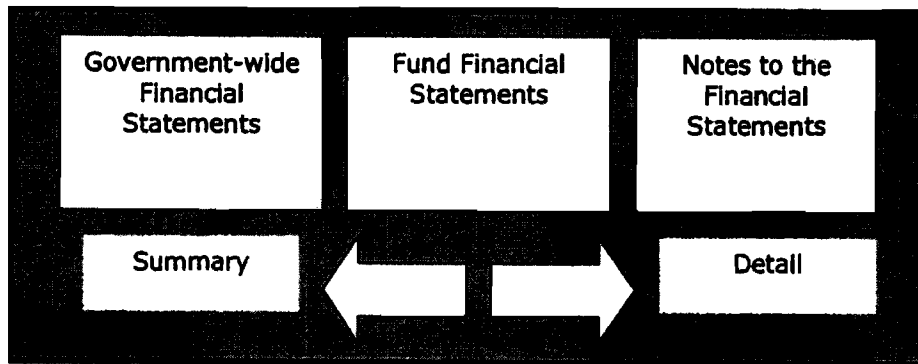 Government-wide
Financial
Statements
Fund Financial
Statements
Notes to the
Financial
Statements
Summary
Detail